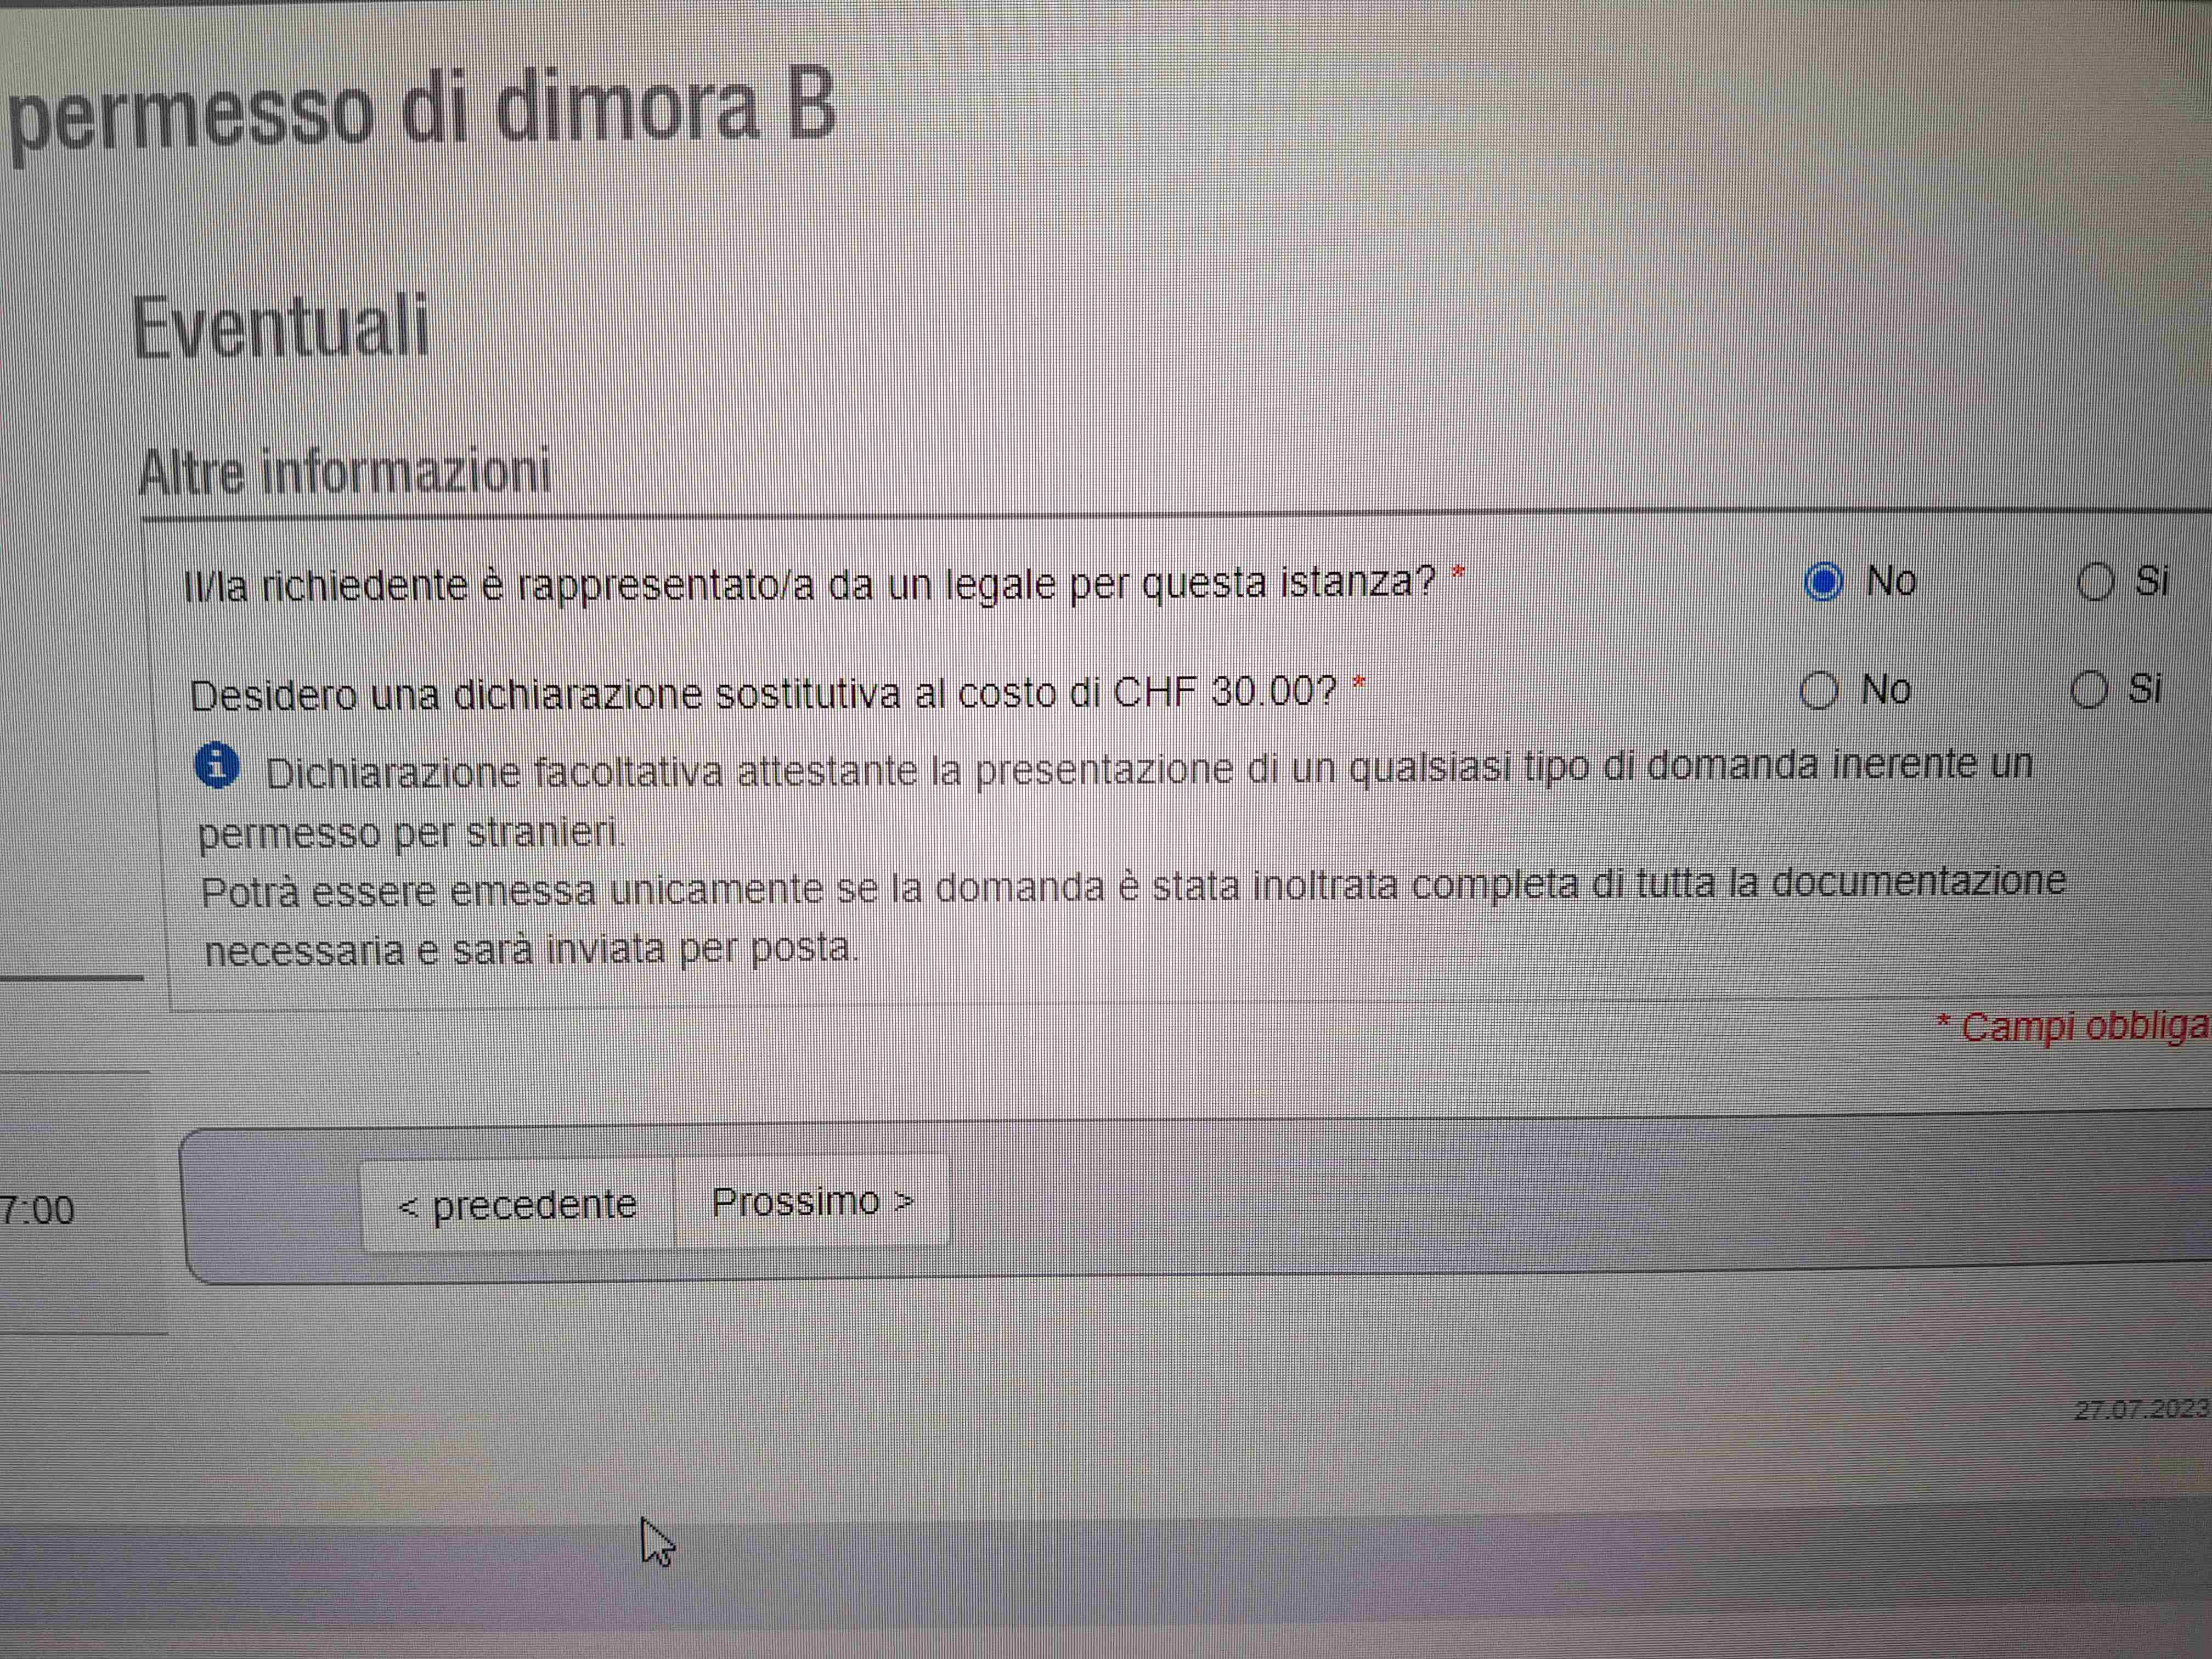 permesso di dimora B
Eventuali
Altre informazioni
Il/la richiedente è rappresentato/a da un legale per questa istanza? * No Si
Desidero una dichiarazione sostitutiva al costo di CHF 30.00? * No Si
i Dichiarazione facoltativa attestante la presentazione di un qualsiasi tipo di domanda inerente un
permesso per stranieri.
Potrà essere emessa unicamente se la domanda è stata inoltrata completa di tutta la documentazione
necessaria e sarà inviata per posta.
* Campi obbliga
7:00
< precedente Prossimo >
27.07.2023